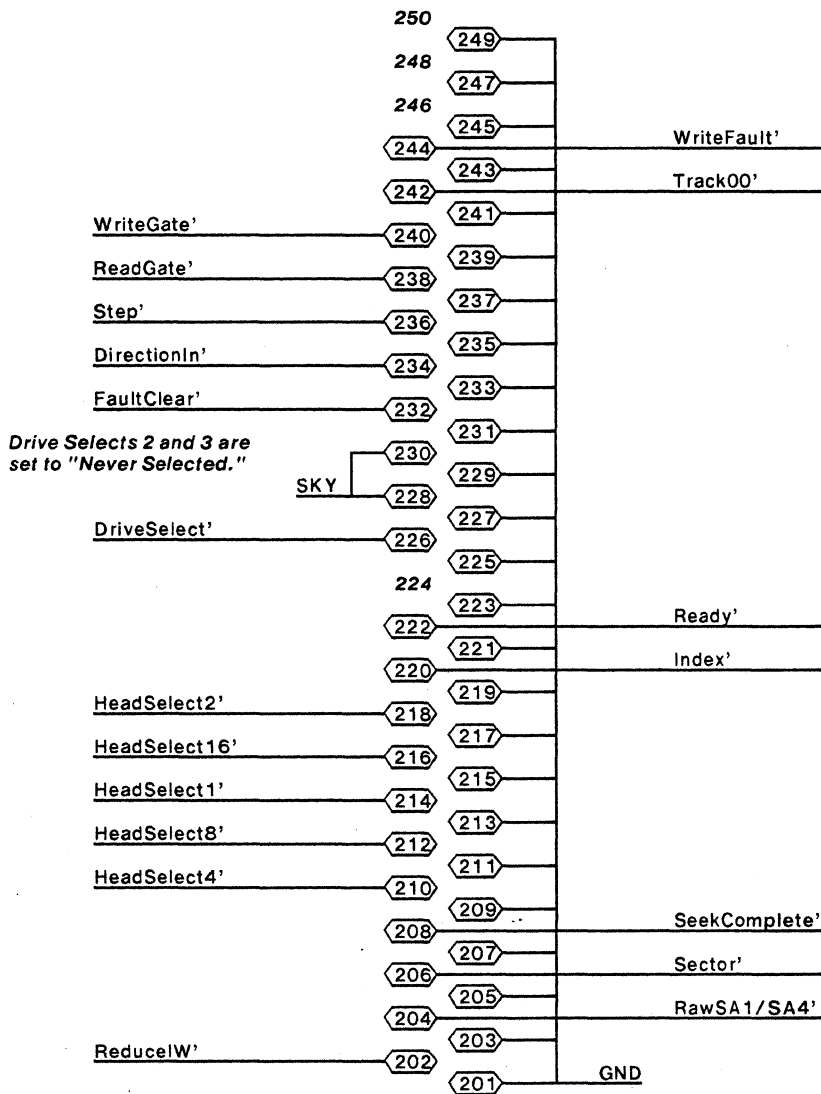 250
249
248
247
246
245
244 WriteFault'
243
242 Track00'
241
WriteGate' 240
239
ReadGate' 238
237
Step' 236
235
DirectionIn' 234
233
FaultClear' 232
231
Drive Selects 2 and 3 are
set to "Never Selected."
230
229
SKY 228
227
DriveSelect' 226
225
224
223
222 Ready'
221
220 Index'
219
HeadSelect2' 218
217
HeadSelect16' 216
215
HeadSelect1' 214
213
HeadSelect8' 212
211
HeadSelect4' 210
209
208 SeekComplete'
207
206 Sector'
205
204 RawSA1/SA4'
203
ReduceIW' 202
201 GND